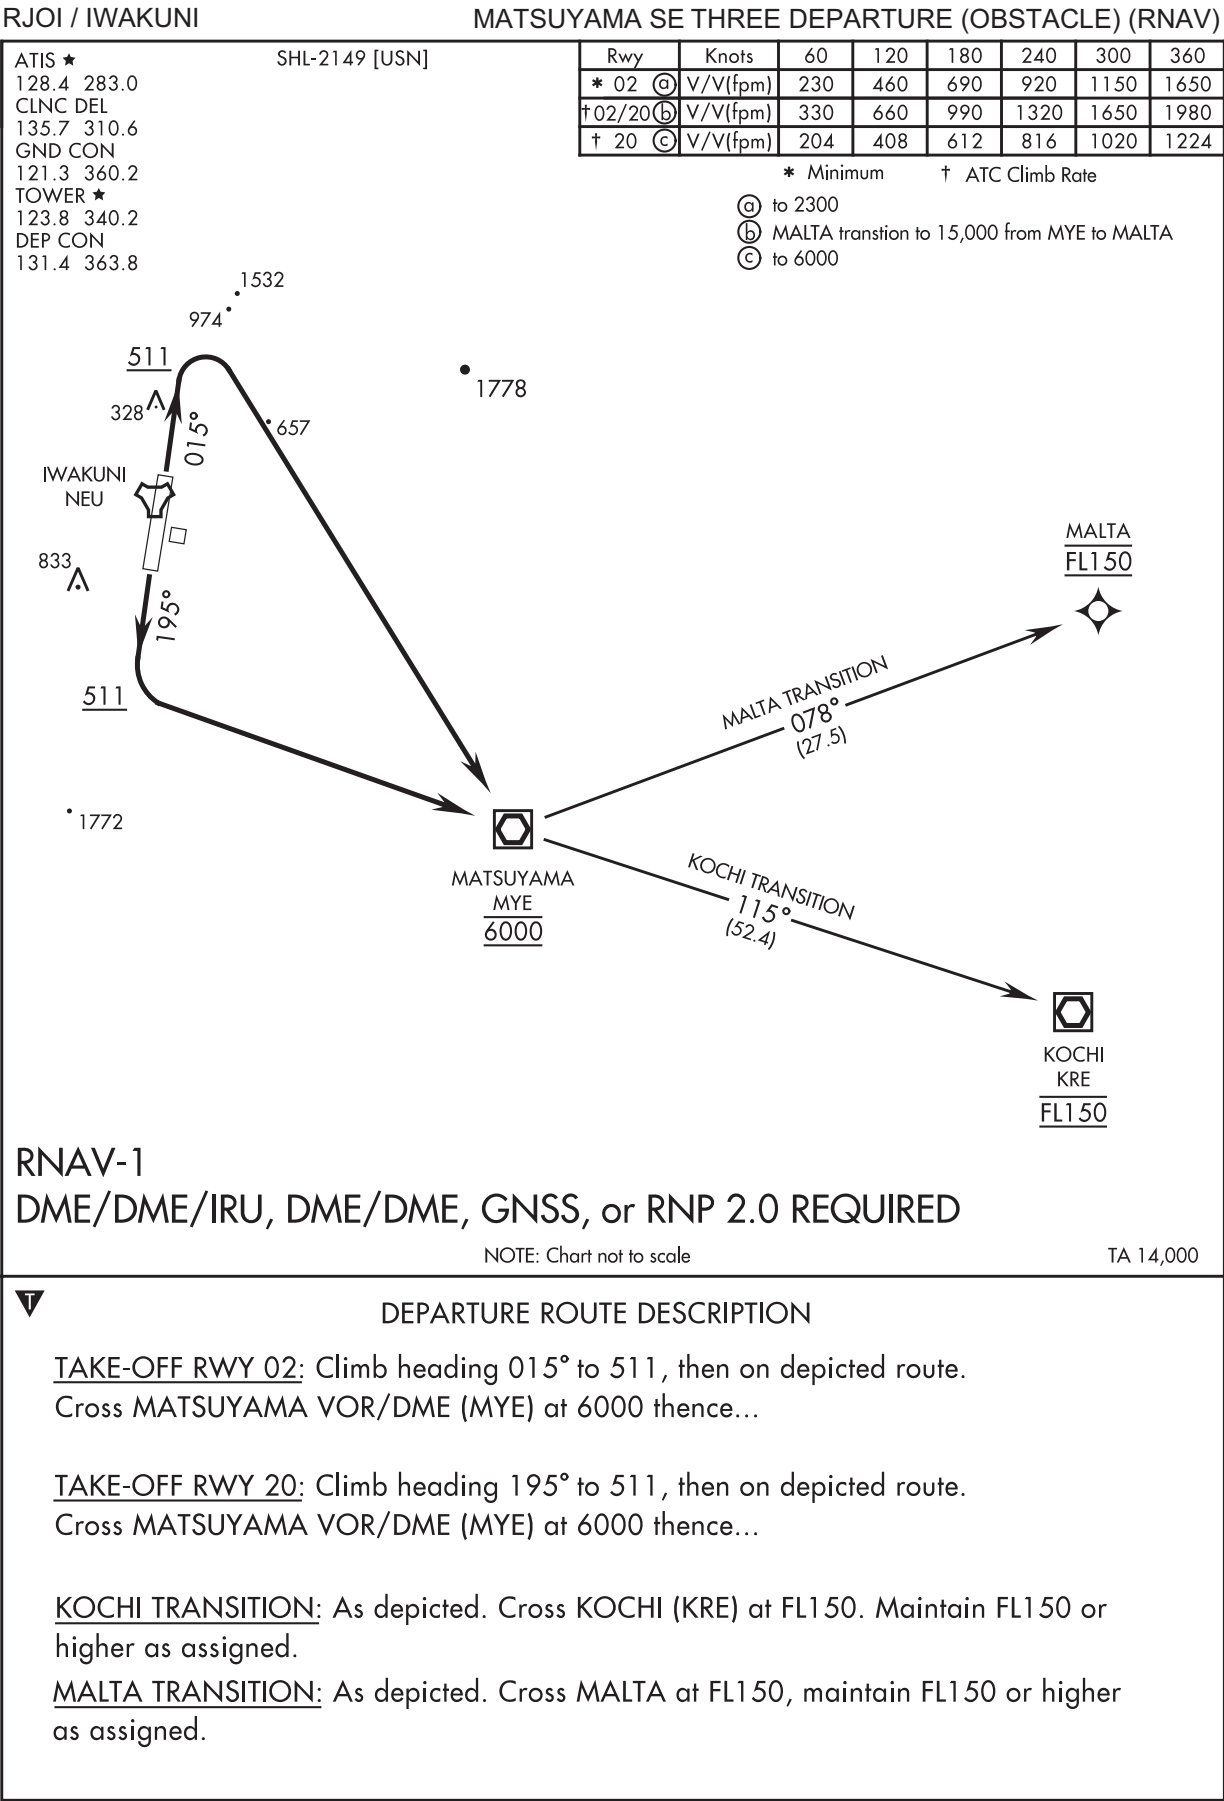 RJOI / IWAKUNI
MATSUYAMA SE THREE DEPARTURE (OBSTACLE) (RNAV)
ATIS ★
128.4 283.0
CLNC DEL
135.7 310.6
GND CON
121.3 360.2
TOWER ★
123.8 340.2
DEP CON
131.4 363.8
SHL-2149 [USN]
Rwy Knots 60 120 180 240 300 360
* 02 ⓐ V/V(fpm) 230 460 690 920 1150 1650
†02/20 ⓑ V/V(fpm) 330 660 990 1320 1650 1980
† 20 ⓒ V/V(fpm) 204 408 612 816 1020 1224
* Minimum † ATC Climb Rate
ⓐ to 2300
ⓑ MALTA transtion to 15,000 from MYE to MALTA
ⓒ to 6000
1532
974
511
1778
328
657
015°
IWAKUNI
NEU
MALTA
FL150
833
195°
MALTA TRANSITION
078°
(27.5)
511
1772
MATSUYAMA
MYE
6000
KOCHI TRANSITION
115°
(52.4)
KOCHI
KRE
FL150
RNAV-1
DME/DME/IRU, DME/DME, GNSS, or RNP 2.0 REQUIRED
NOTE: Chart not to scale
TA 14,000
T
DEPARTURE ROUTE DESCRIPTION
TAKE-OFF RWY 02: Climb heading 015° to 511, then on depicted route.
Cross MATSUYAMA VOR/DME (MYE) at 6000 thence...
TAKE-OFF RWY 20: Climb heading 195° to 511, then on depicted route.
Cross MATSUYAMA VOR/DME (MYE) at 6000 thence...
KOCHI TRANSITION: As depicted. Cross KOCHI (KRE) at FL150. Maintain FL150 or
higher as assigned.
MALTA TRANSITION: As depicted. Cross MALTA at FL150, maintain FL150 or higher
as assigned.